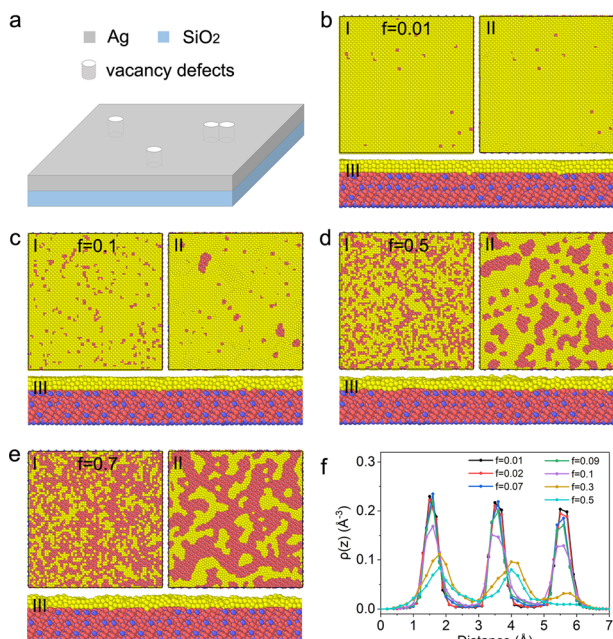 a
Ag
SiO2
vacancy defects
b
I
f=0.01
II
III
c
I
f=0.1
II
III
d
I
f=0.5
II
III
e
I
f=0.7
II
III
f
ρ(z) (Å⁻³)
0.3
0.2
0.1
0.0
f=0.01
f=0.02
f=0.07
f=0.09
f=0.1
f=0.3
f=0.5
0 1 2 3 4 5 6 7
Distance (Å)